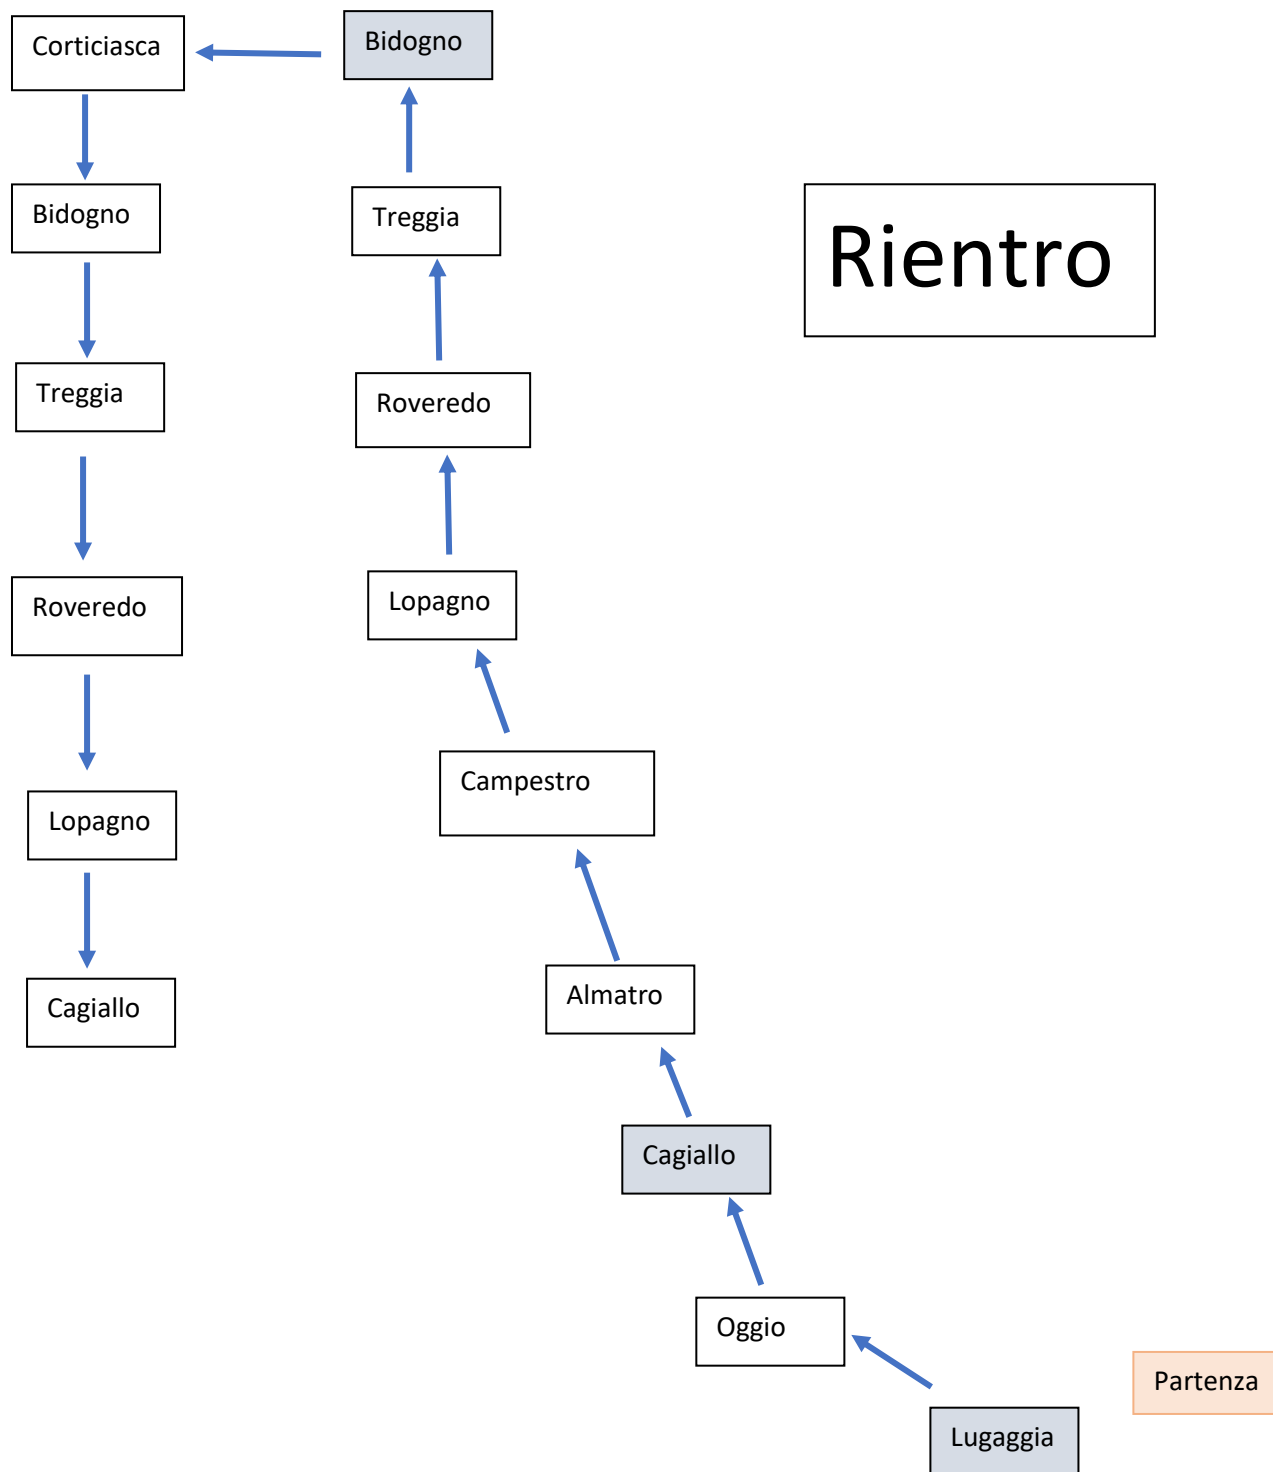 Corticiasca
Bidogno
Bidogno
Treggia
Rientro
Treggia
Roveredo
Roveredo
Lopagno
Campestro
Lopagno
Almatro
Cagiallo
Cagiallo
Oggio
Partenza
Lugaggia